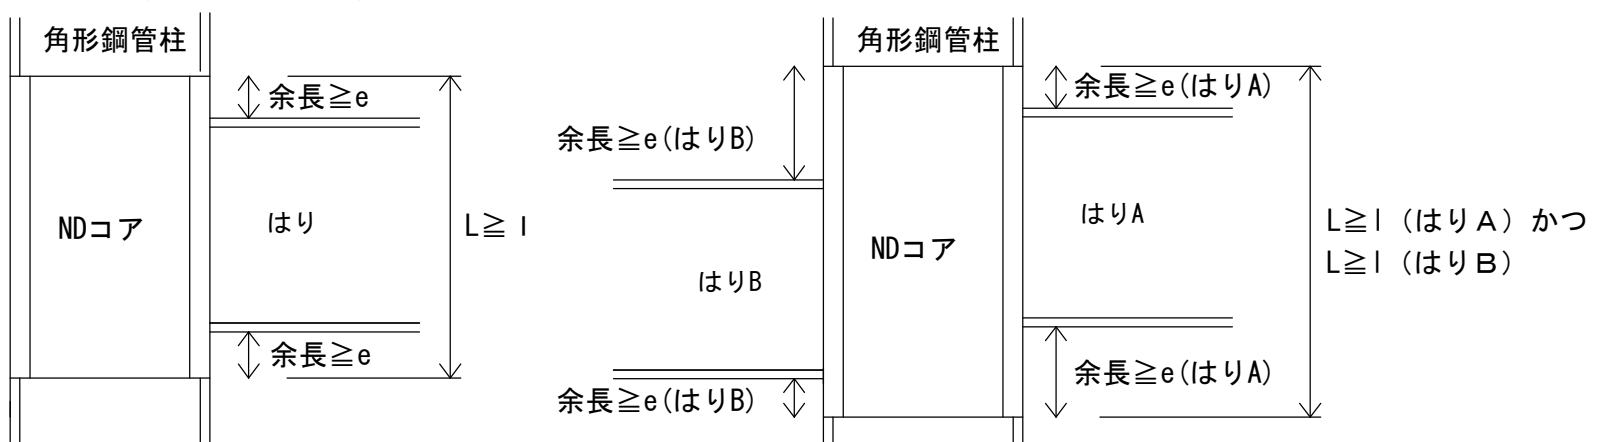 角形鋼管柱
余長≧e
NDコア
はり
L≧l
余長≧e
角形鋼管柱
余長≧e(はりA)
余長≧e(はりB)
はりA
NDコア
はりB
L≧l（はりＡ）かつ
L≧l（はりＢ）
余長≧e(はりA)
余長≧e(はりB)